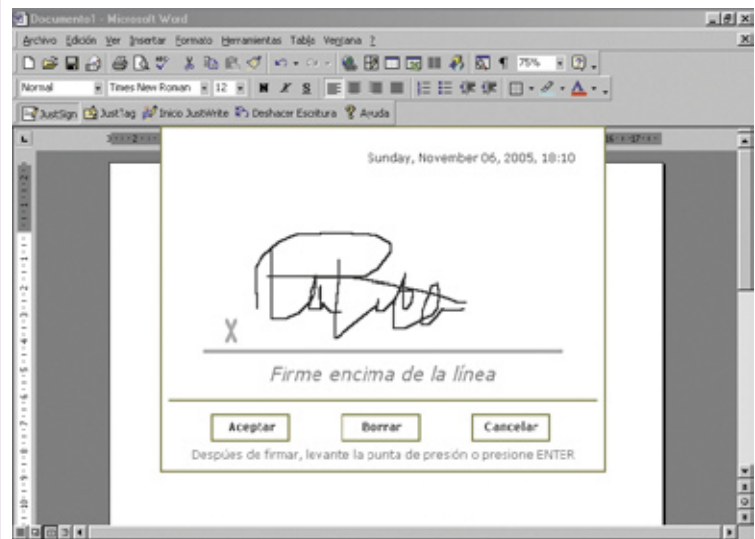 Documento1 - Microsoft Word
Archivo Edición Ver Insertar Formato Herramientas Tabla Ventana ?
75%
Normal Times New Roman 12 N K S
JustSign JustTag Inico JustWrite Deshacer Escritura Ayuda
Sunday, November 06, 2005, 18:10
X
Firme encima de la línea
Aceptar Borrar Cancelar
Despúes de firmar, levante la punta de presión o presione ENTER